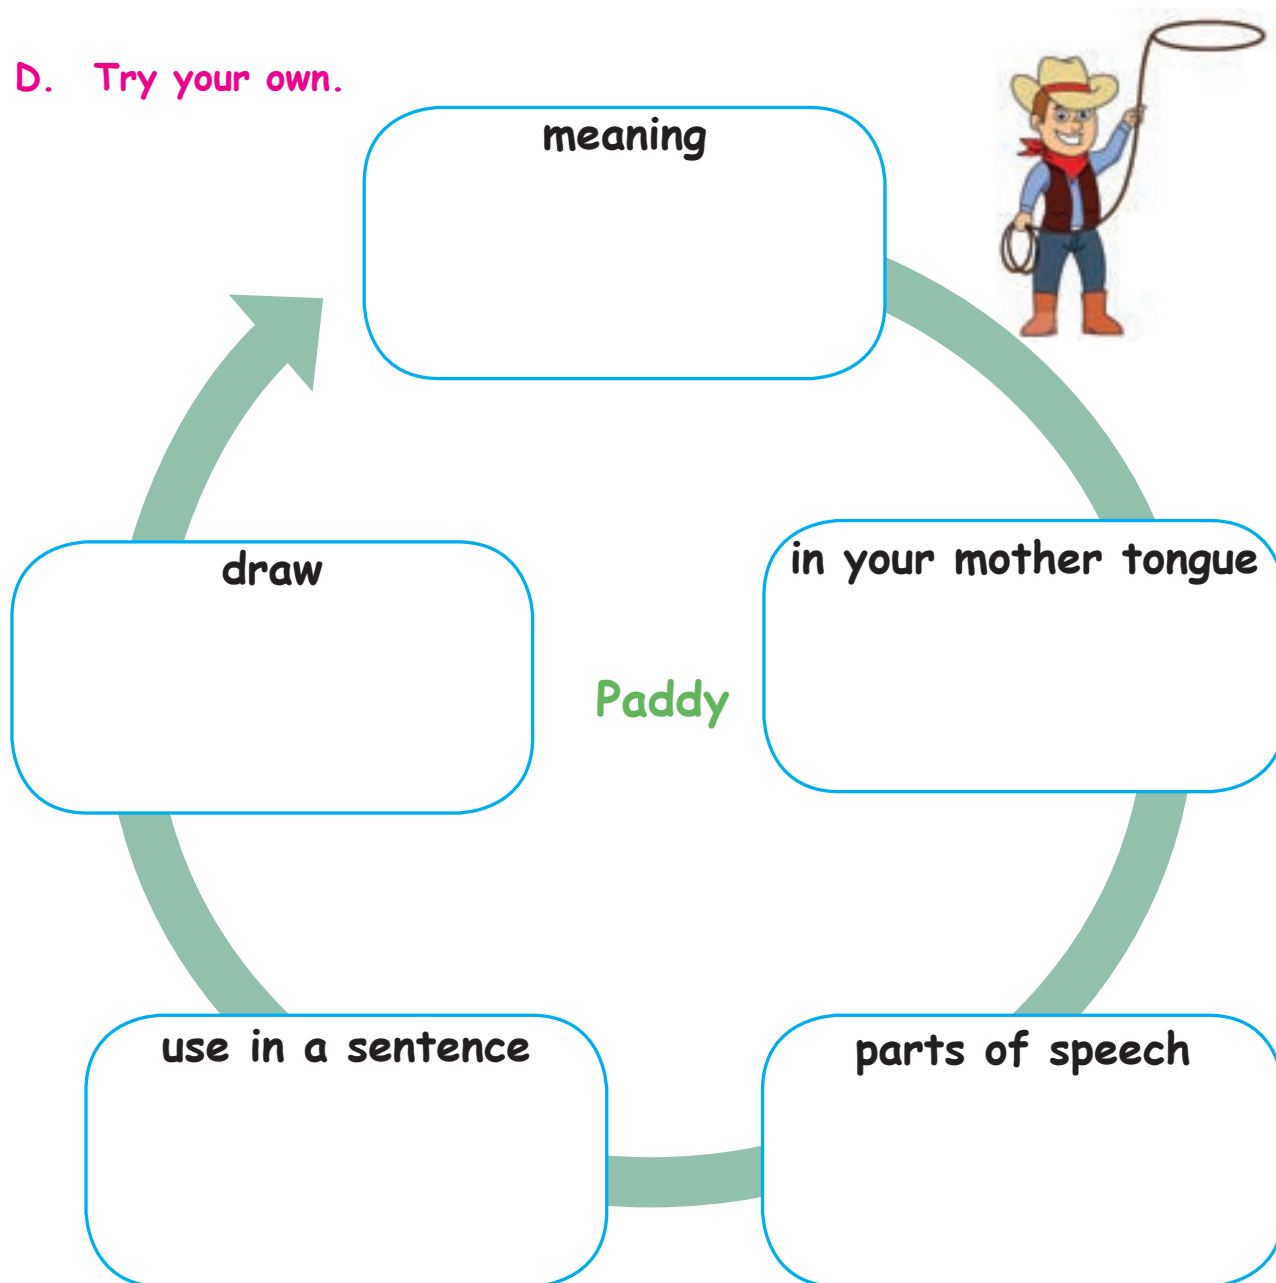 D. Try your own.
meaning
in your mother tongue
draw
Paddy
use in a sentence
parts of speech